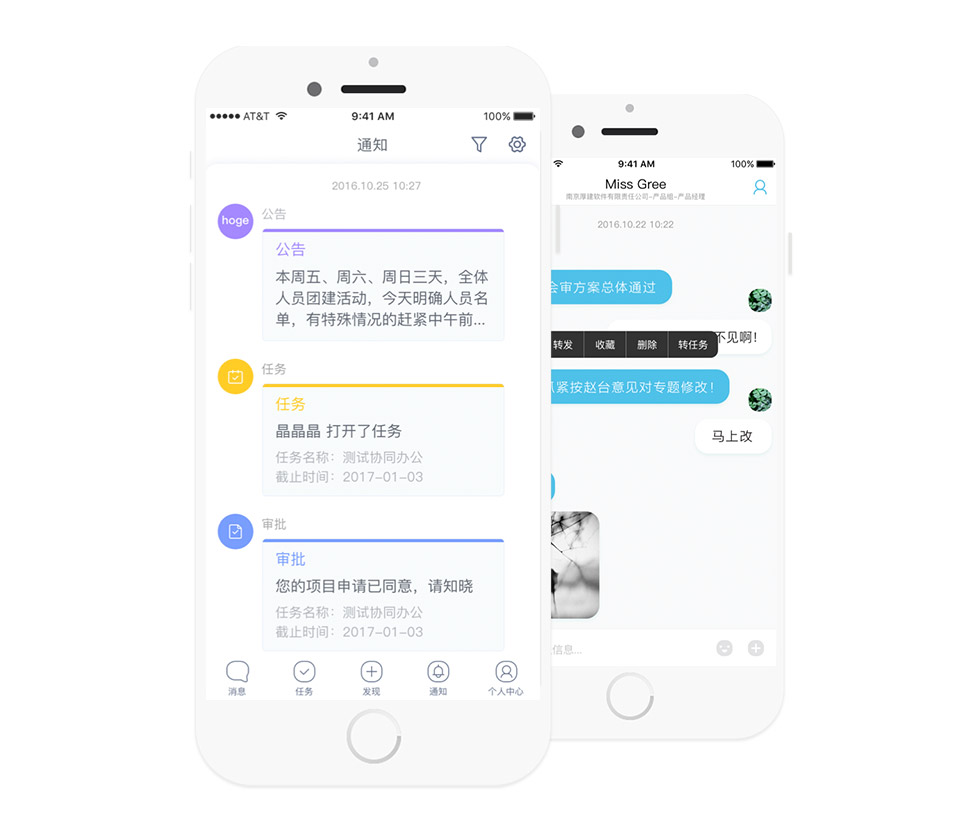 AT&T
9:41 AM
100%
通知
2016.10.25 10:27
hoge
公告
公告
本周五、周六、周日三天，全体
人员团建活动，今天明确人员名
单，有特殊情况的赶紧中午前...
任务
任务
晶晶晶 打开了任务
任务名称：测试协同办公
截止时间：2017-01-03
审批
审批
您的项目申请已同意，请知晓
任务名称：测试协同办公
截止时间：2017-01-03
消息
任务
发现
通知
个人中心
9:41 AM
100%
Miss Gree
南京厚建软件有限责任公司-产品组-产品经理
2016.10.22 10:22
会审方案总体通过
不见啊！
转发
收藏
删除
转任务
抓紧按赵台意见对专题修改！
马上改
信息...